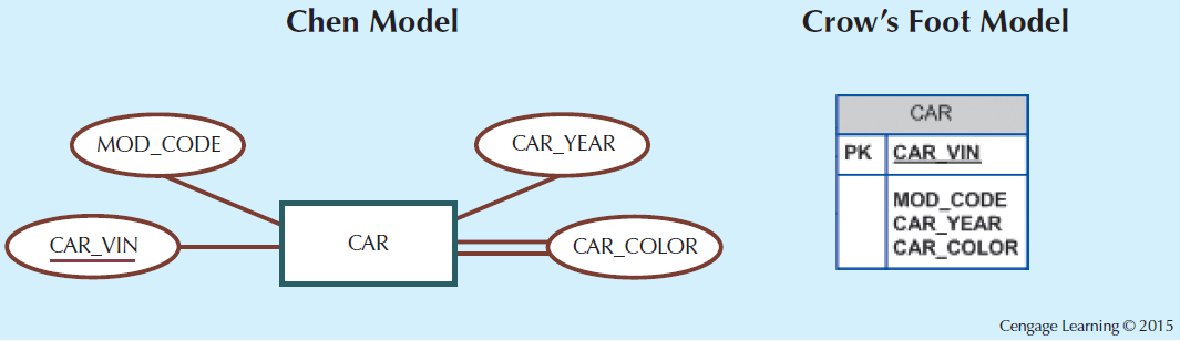 Chen Model
MOD_CODE
CAR_YEAR
CAR_VIN
CAR
CAR_COLOR
Crow’s Foot Model
CAR
PK CAR_VIN
MOD_CODE
CAR_YEAR
CAR_COLOR
Cengage Learning © 2015